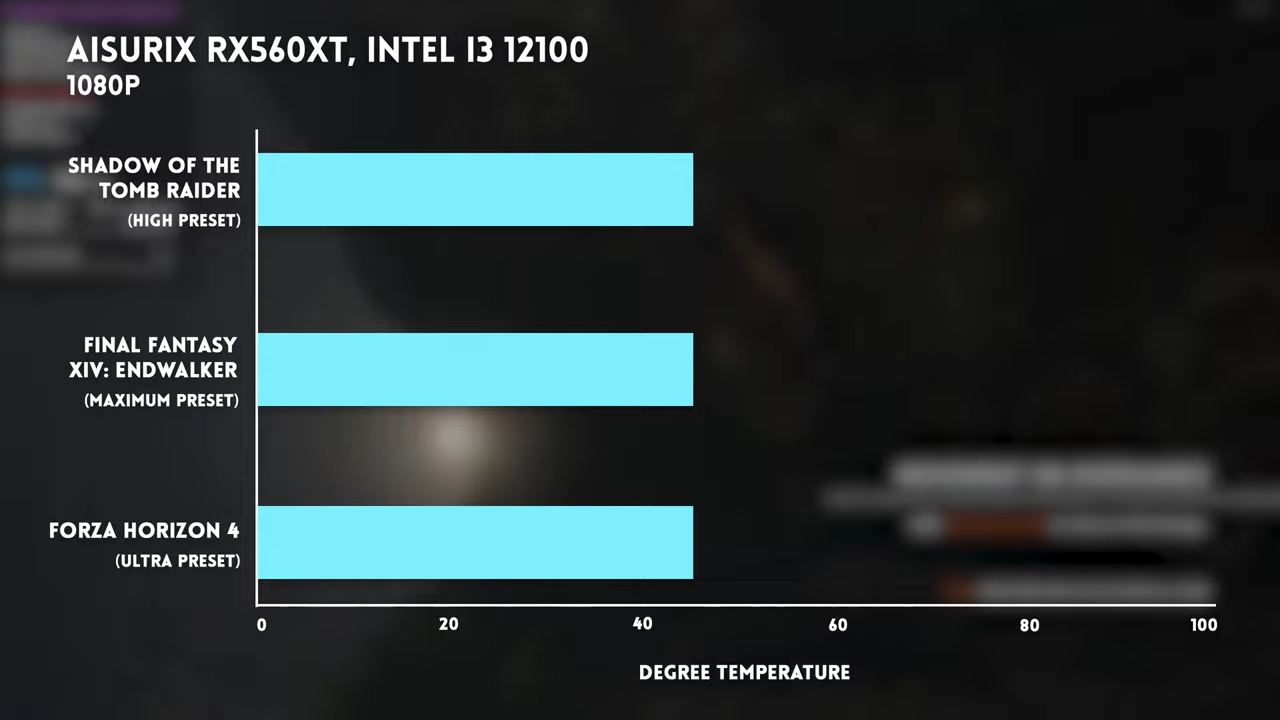 AISURIX RX560XT, INTEL I3 12100
1080P
SHADOW OF THE
TOMB RAIDER
(HIGH PRESET)
FINAL FANTASY
XIV: ENDWALKER
(MAXIMUM PRESET)
FORZA HORIZON 4
(ULTRA PRESET)
0 20 40 60 80 100
DEGREE TEMPERATURE